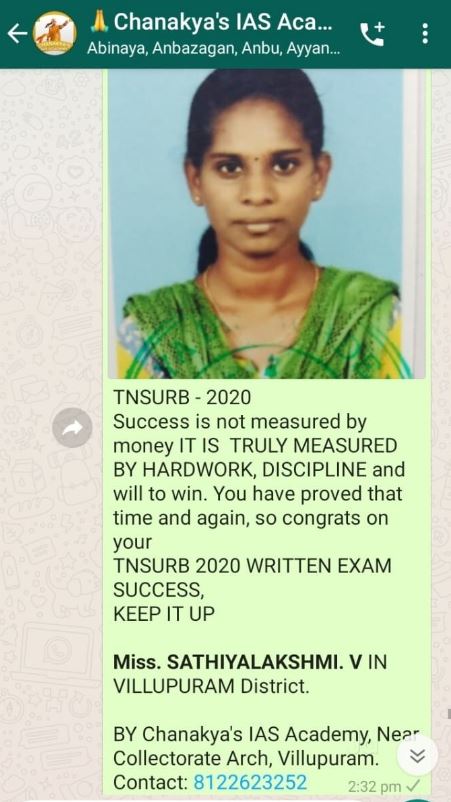 🙏 Chanakya's IAS Aca...
Abinaya, Anbazagan, Anbu, Ayyan...
TNSURB - 2020
Success is not measured by
money IT IS TRULY MEASURED
BY HARDWORK, DISCIPLINE and
will to win. You have proved that
time and again, so congrats on
your
TNSURB 2020 WRITTEN EXAM
SUCCESS,
KEEP IT UP
Miss. SATHIYALAKSHMI. V IN
VILLUPURAM District.
BY Chanakya's IAS Academy, Near
Collectorate Arch, Villupuram.
Contact: 8122623252
2:32 pm